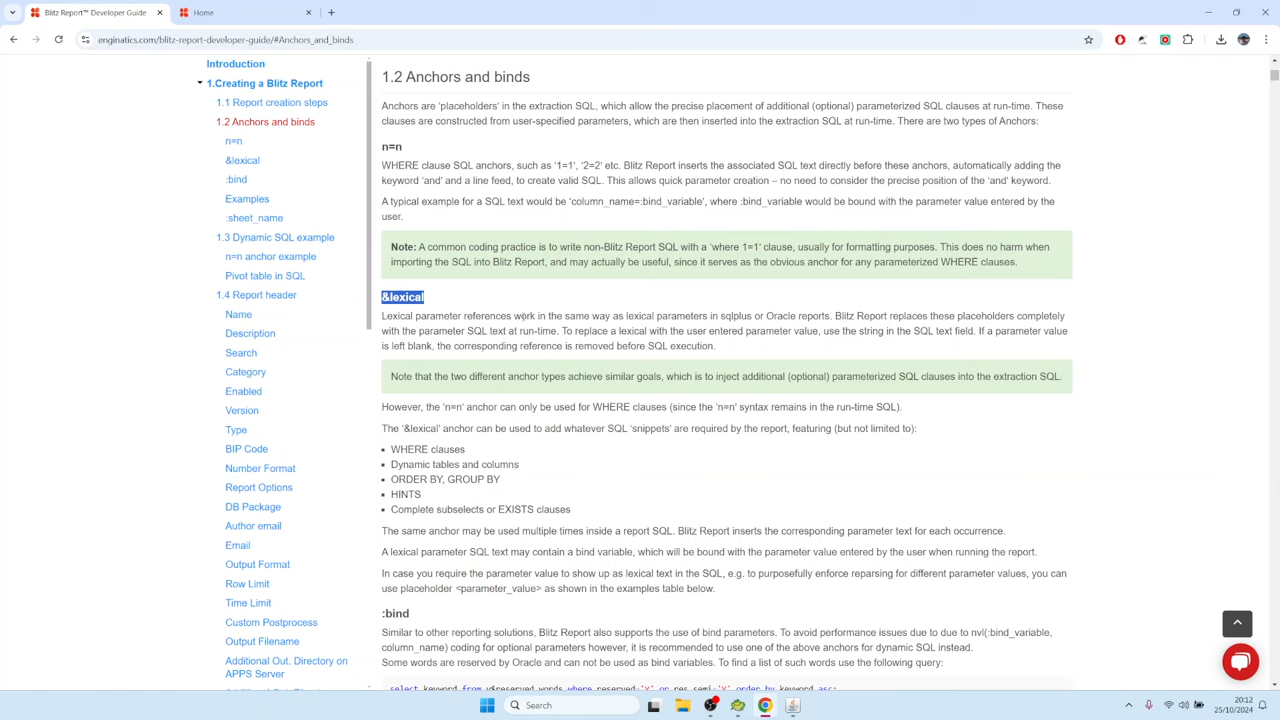 Blitz Report™ Developer Guide
Home
enginatics.com/blitz-report-developer-guide/#Anchors_and_binds
Introduction
1.Creating a Blitz Report
1.1 Report creation steps
1.2 Anchors and binds
n=n
&lexical
:bind
Examples
:sheet_name
1.3 Dynamic SQL example
n=n anchor example
Pivot table in SQL
1.4 Report header
Name
Description
Search
Category
Enabled
Version
Type
BIP Code
Number Format
Report Options
DB Package
Author email
Email
Output Format
Row Limit
Time Limit
Custom Postprocess
Output Filename
Additional Out. Directory on
APPS Server
1.2 Anchors and binds
Anchors are 'placeholders' in the extraction SQL, which allow the precise placement of additional (optional) parameterized SQL clauses at run-time. These
clauses are constructed from user-specified parameters, which are then inserted into the extraction SQL at run-time. There are two types of Anchors:
n=n
WHERE clause SQL anchors, such as '1=1', '2=2' etc. Blitz Report inserts the associated SQL text directly before these anchors, automatically adding the
keyword 'and' and a line feed, to create valid SQL. This allows quick parameter creation – no need to consider the precise position of the 'and' keyword.
A typical example for a SQL text would be 'column_name=:bind_variable', where :bind_variable would be bound with the parameter value entered by the
user.
Note: A common coding practice is to write non-Blitz Report SQL with a 'where 1=1' clause, usually for formatting purposes. This does no harm when
importing the SQL into Blitz Report, and may actually be useful, since it serves as the obvious anchor for any parameterized WHERE clauses.
&lexical
Lexical parameter references work in the same way as lexical parameters in sqlplus or Oracle reports. Blitz Report replaces these placeholders completely
with the parameter SQL text at run-time. To replace a lexical with the user entered parameter value, use the string in the SQL text field. If a parameter value
is left blank, the corresponding reference is removed before SQL execution.
Note that the two different anchor types achieve similar goals, which is to inject additional (optional) parameterized SQL clauses into the extraction SQL.
However, the 'n=n' anchor can only be used for WHERE clauses (since the 'n=n' syntax remains in the run-time SQL).
The '&lexical' anchor can be used to add whatever SQL 'snippets' are required by the report, featuring (but not limited to):
WHERE clauses
Dynamic tables and columns
ORDER BY, GROUP BY
HINTS
Complete subselects or EXISTS clauses
The same anchor may be used multiple times inside a report SQL. Blitz Report inserts the corresponding parameter text for each occurrence.
A lexical parameter SQL text may contain a bind variable, which will be bound with the parameter value entered by the user when running the report.
In case you require the parameter value to show up as lexical text in the SQL, e.g. to purposefully enforce reparsing for different parameter values, you can
use placeholder <parameter_value> as shown in the examples table below.
:bind
Similar to other reporting solutions, Blitz Report also supports the use of bind parameters. To avoid performance issues due to due to nvl(:bind_variable,
column_name) coding for optional parameters however, it is recommended to use one of the above anchors for dynamic SQL instead.
Some words are reserved by Oracle and can not be used as bind variables. To find a list of such words use the following query:
select keyword from v$reserved_words where reserved='Y' or res_semi='Y' order by keyword asc;
Search
20:12
25/10/2024